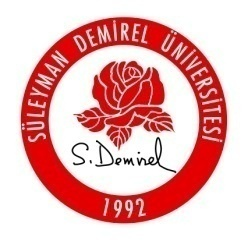 SÜLEYMAN DEMİREL ÜNİVERSİTESİ
S. Demirel
1992